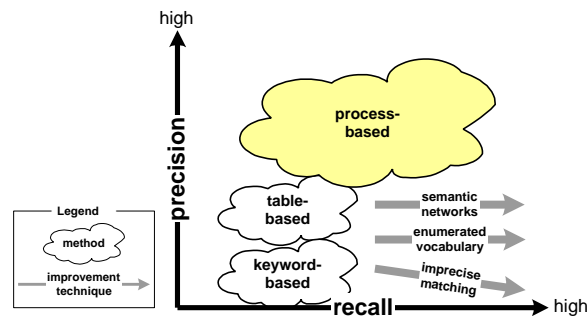 high
precision
process-
based
table-
based
keyword-
based
semantic
networks
enumerated
vocabulary
imprecise
matching
recall
high
Legend
method
improvement
technique